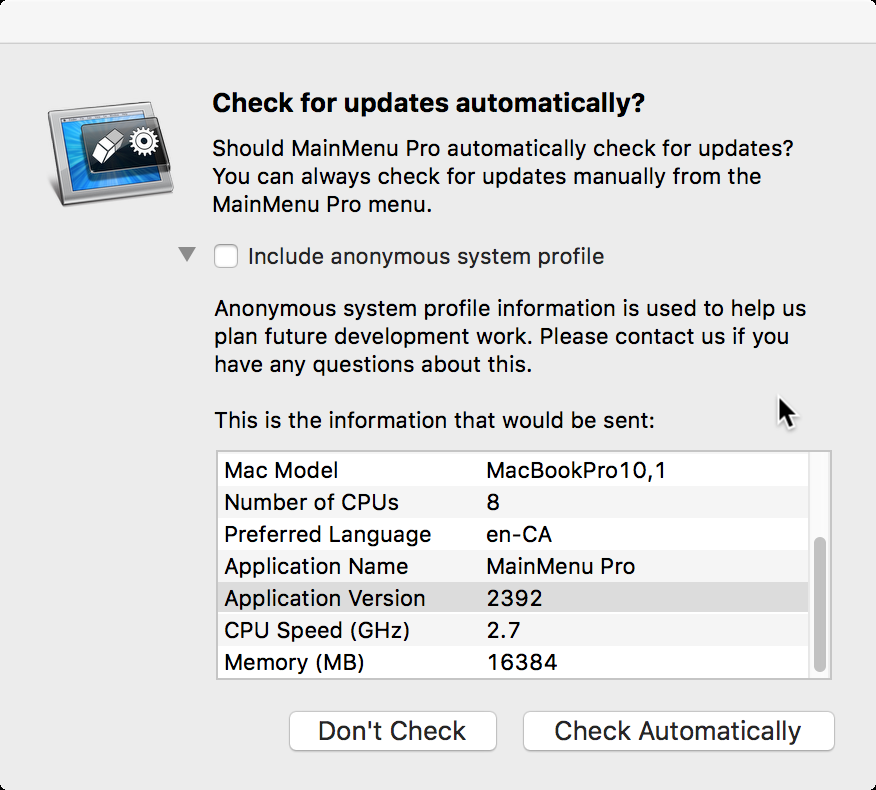 Check for updates automatically?
Should MainMenu Pro automatically check for updates?
You can always check for updates manually from the
MainMenu Pro menu.
Include anonymous system profile
Anonymous system profile information is used to help us
plan future development work. Please contact us if you
have any questions about this.
This is the information that would be sent:
Mac Model MacBookPro10,1
Number of CPUs 8
Preferred Language en-CA
Application Name MainMenu Pro
Application Version 2392
CPU Speed (GHz) 2.7
Memory (MB) 16384
Don't Check Check Automatically